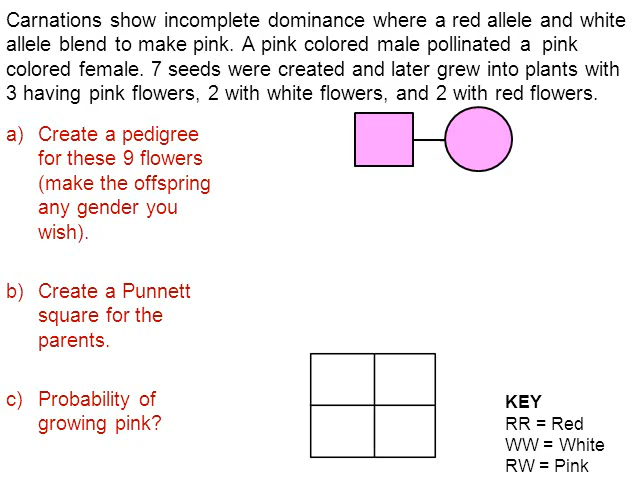 Carnations show incomplete dominance where a red allele and white
allele blend to make pink. A pink colored male pollinated a pink
colored female. 7 seeds were created and later grew into plants with
3 having pink flowers, 2 with white flowers, and 2 with red flowers.
a) Create a pedigree
for these 9 flowers
(make the offspring
any gender you
wish).
b) Create a Punnett
square for the
parents.
c) Probability of
growing pink?
KEY
RR = Red
WW = White
RW = Pink